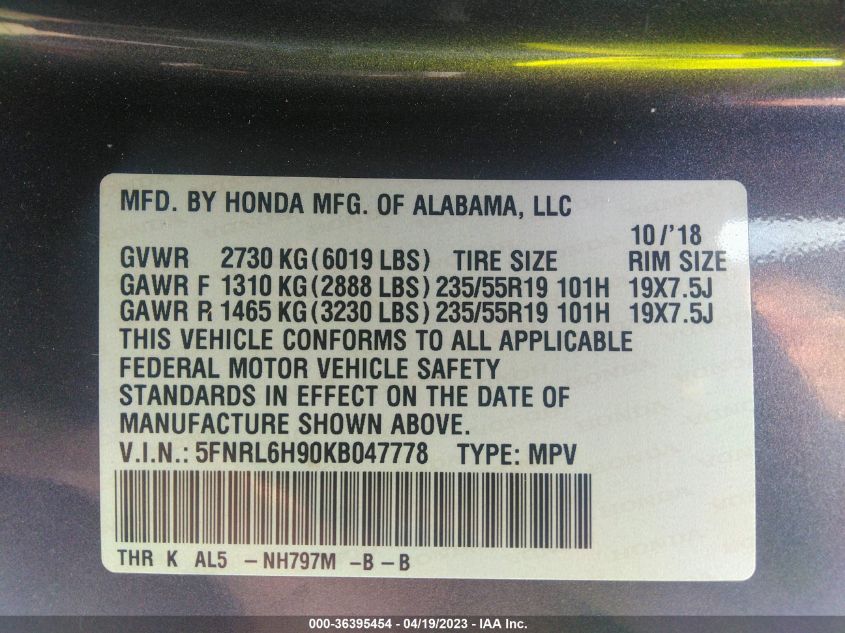 MFD. BY HONDA MFG. OF ALABAMA, LLC
10/'18
GVWR 2730 KG(6019 LBS) TIRE SIZE RIM SIZE
GAWR F 1310 KG(2888 LBS) 235/55R19 101H 19X7.5J
GAWR R 1465 KG(3230 LBS) 235/55R19 101H 19X7.5J
THIS VEHICLE CONFORMS TO ALL APPLICABLE
FEDERAL MOTOR VEHICLE SAFETY
STANDARDS IN EFFECT ON THE DATE OF
MANUFACTURE SHOWN ABOVE.
V.I.N.: 5FNRL6H90KB047778 TYPE: MPV
THR K AL5 -NH797M -B -B
000-36395454 - 04/19/2023 - IAA Inc.